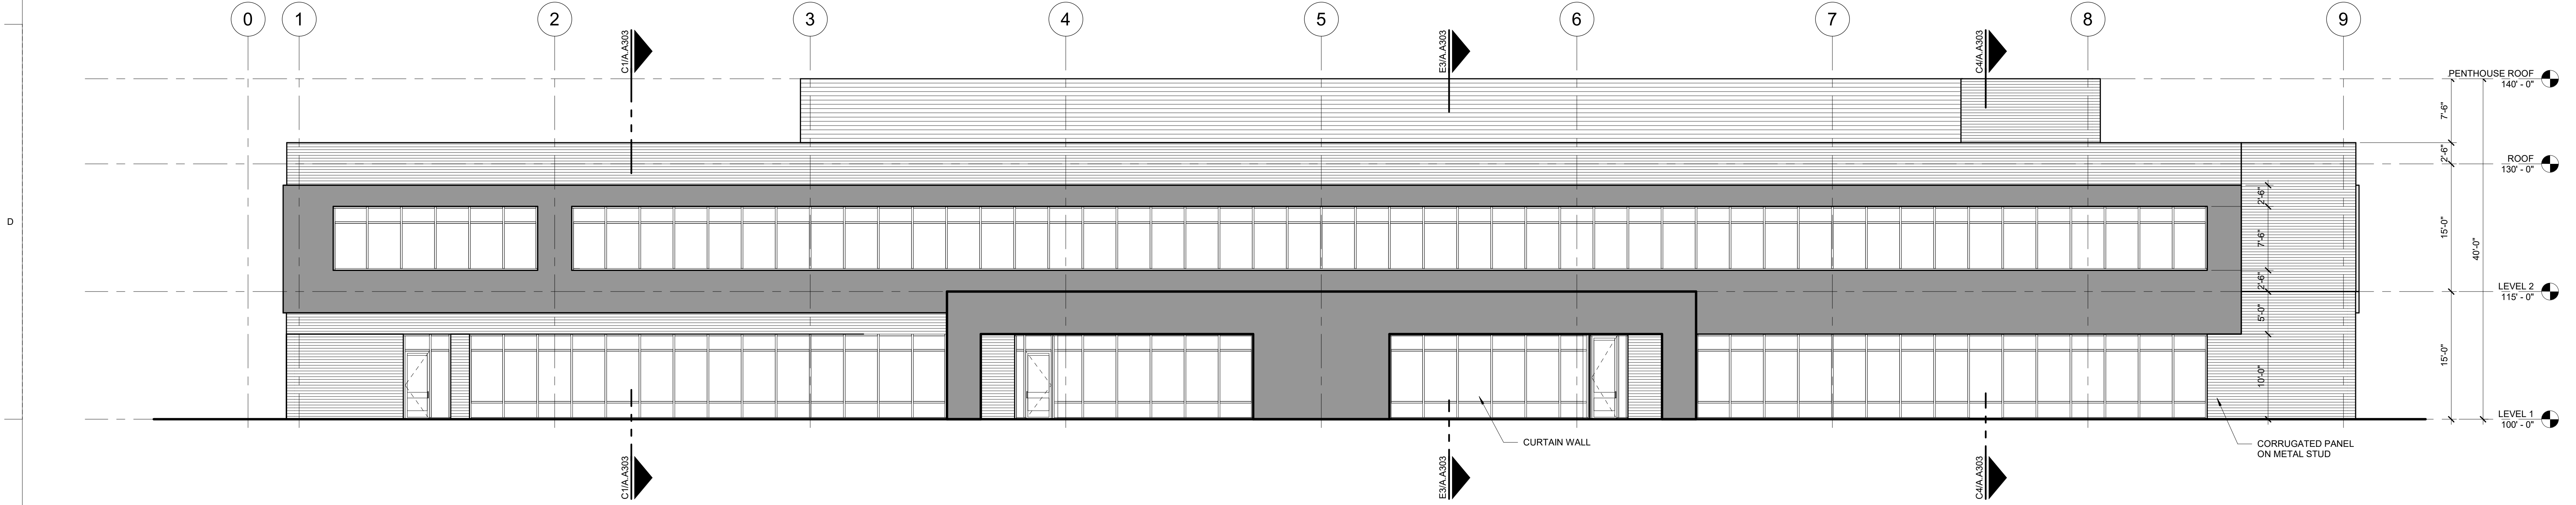 0 1 2 3 4 5 6 7 8 9
C1/A.A303
E3/A.A303
C4/A.A303
PENTHOUSE ROOF
140' - 0"
7'-6"
2'-6"
ROOF
130' - 0"
2'-6"
15'-0"
D
7'-6"
40'-0"
2'-6"
LEVEL 2
115' - 0"
5'-0"
15'-0"
10'-0"
LEVEL 1
100' - 0"
CURTAIN WALL
CORRUGATED PANEL
ON METAL STUD
C1/A.A303
E3/A.A303
C4/A.A303